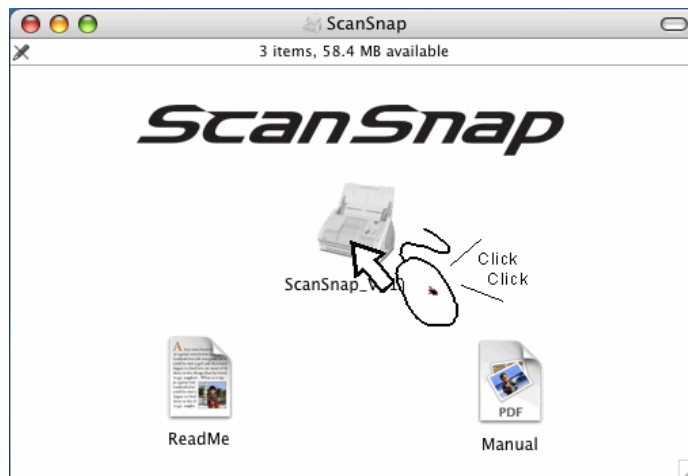 ScanSnap
3 items, 58.4 MB available
ScanSnap
Click
Click
ReadMe
PDF
Manual